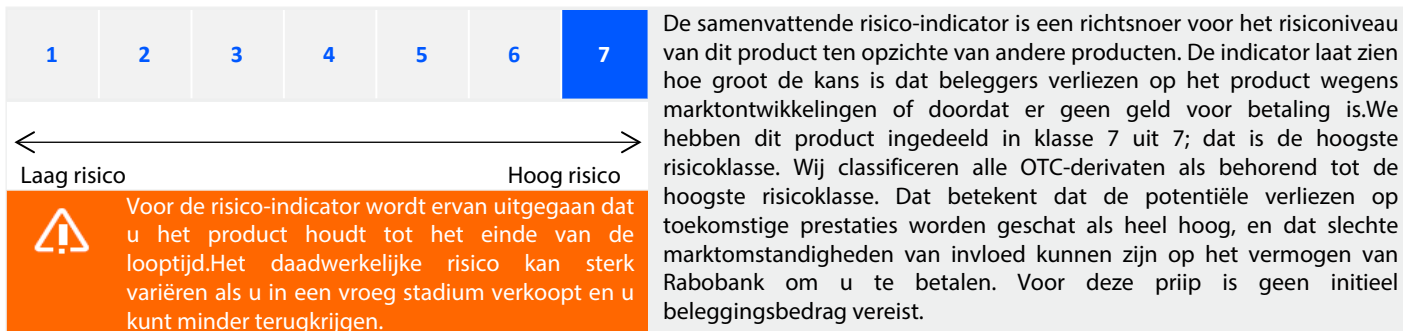 1 2 3 4 5 6 7
Laag risico Hoog risico
Voor de risico-indicator wordt ervan uitgegaan dat
u het product houdt tot het einde van de
looptijd.Het daadwerkelijke risico kan sterk
variëren als u in een vroeg stadium verkoopt en u
kunt minder terugkrijgen.
De samenvattende risico-indicator is een richtsnoer voor het risiconiveau
van dit product ten opzichte van andere producten. De indicator laat zien
hoe groot de kans is dat beleggers verliezen op het product wegens
marktontwikkelingen of doordat er geen geld voor betaling is.We
hebben dit product ingedeeld in klasse 7 uit 7; dat is de hoogste
risicoklasse. Wij classificeren alle OTC-derivaten als behorend tot de
hoogste risicoklasse. Dat betekent dat de potentiële verliezen op
toekomstige prestaties worden geschat als heel hoog, en dat slechte
marktomstandigheden van invloed kunnen zijn op het vermogen van
Rabobank om u te betalen. Voor deze priip is geen initieel
beleggingsbedrag vereist.